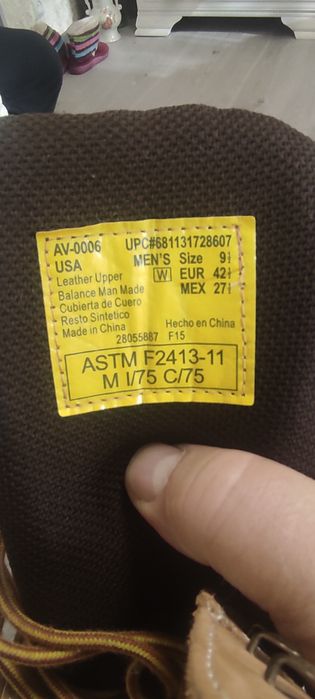 AV-0006 UPC#681131728607
USA MEN'S Size 9½
Leather Upper W EUR 42½
Balance Man Made MEX 27½
Cubierta de Cuero
Resto Sintetico
Made in China Hecho en China
28055887 F15
ASTM F2413-11
M I/75 C/75